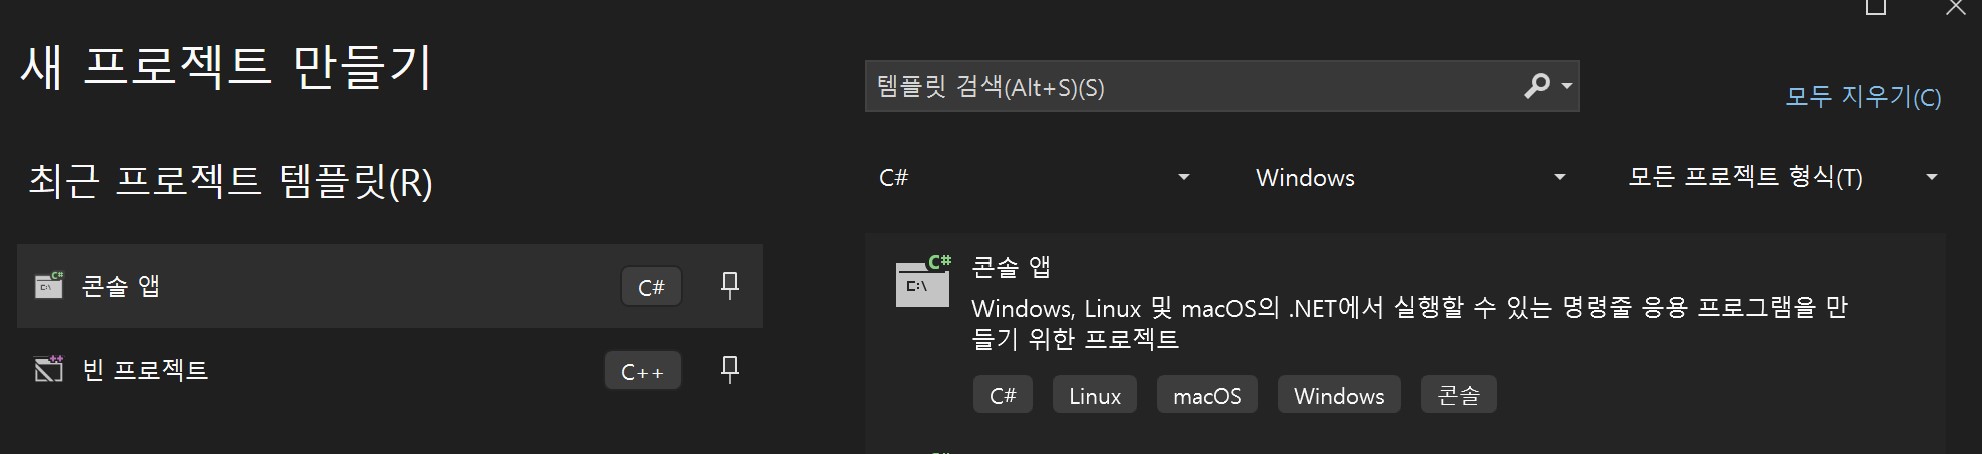 새 프로젝트 만들기
템플릿 검색(Alt+S)(S)
모두 지우기(C)
최근 프로젝트 템플릿(R)
C#
Windows
모든 프로젝트 형식(T)
콘솔 앱
C#
빈 프로젝트
C++
C#
C:\
콘솔 앱
Windows, Linux 및 macOS의 .NET에서 실행할 수 있는 명령줄 응용 프로그램을 만
들기 위한 프로젝트
C#
Linux
macOS
Windows
콘솔